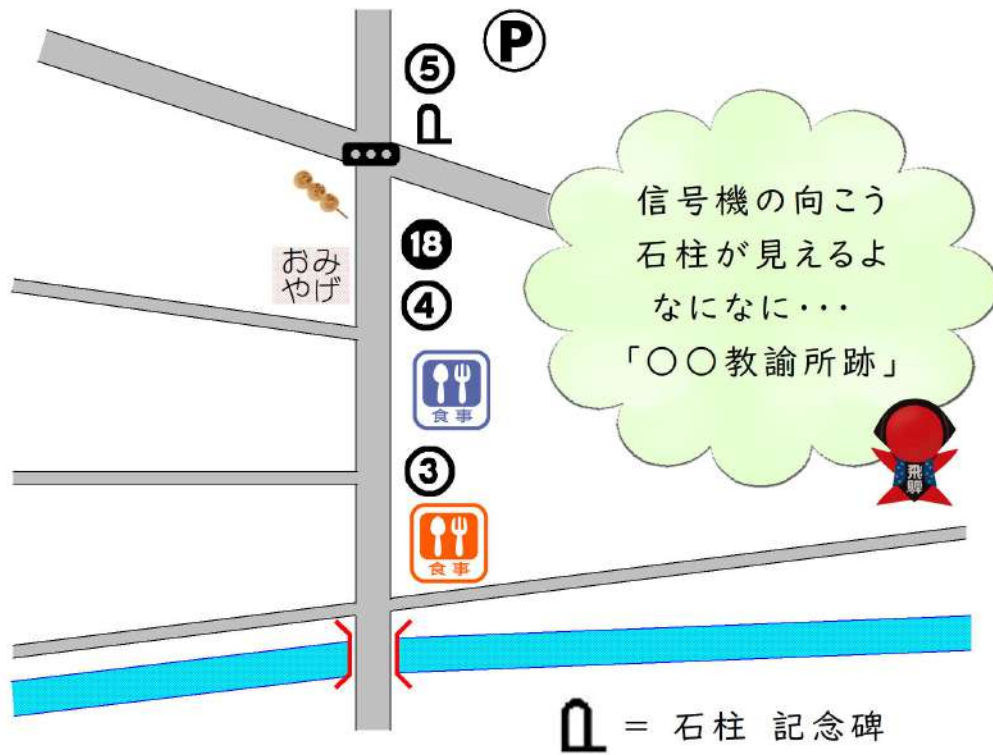 P
⑤
信号機の向こう
石柱が見えるよ
なになに・・・
「〇〇教諭所跡」
おみ
やげ
⓲
④
食事
③
食事
飛騨
= 石柱 記念碑